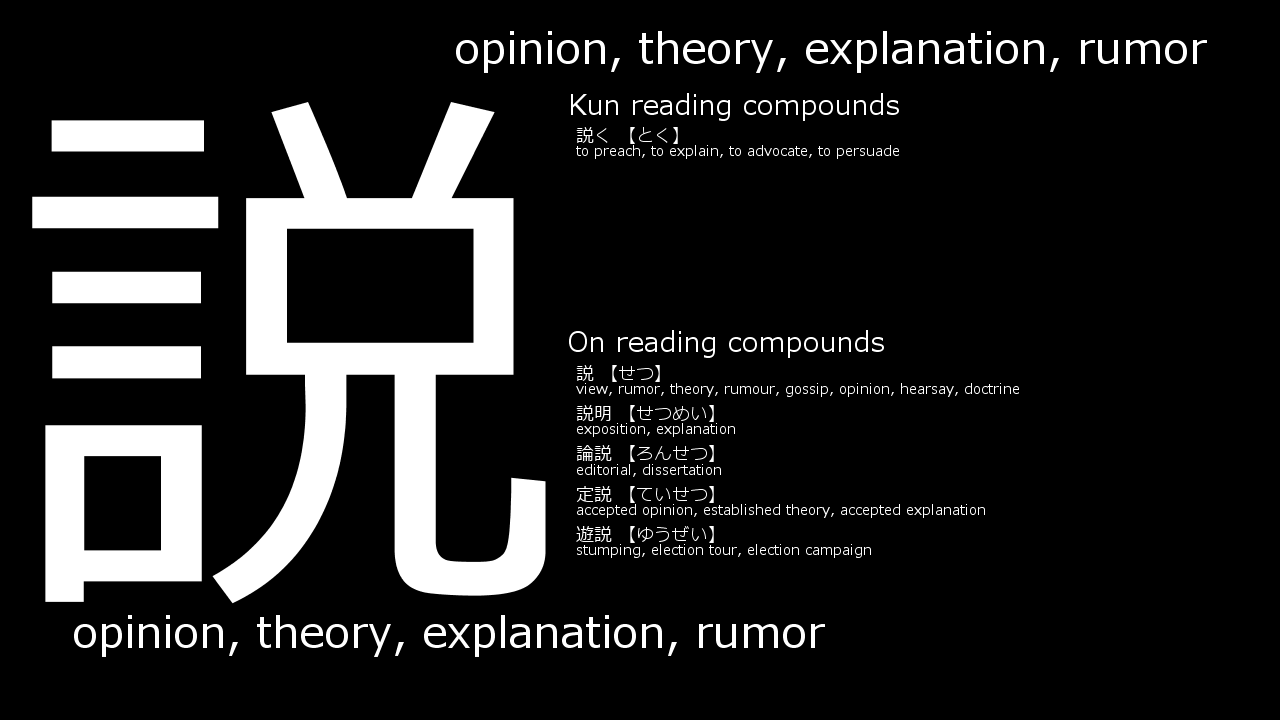 opinion, theory, explanation, rumor
説
Kun reading compounds
説く 【とく】
to preach, to explain, to advocate, to persuade
On reading compounds
説 【せつ】
view, rumor, theory, rumour, gossip, opinion, hearsay, doctrine
説明 【せつめい】
exposition, explanation
論説 【ろんせつ】
editorial, dissertation
定説 【ていせつ】
accepted opinion, established theory, accepted explanation
遊説 【ゆうぜい】
stumping, election tour, election campaign
opinion, theory, explanation, rumor